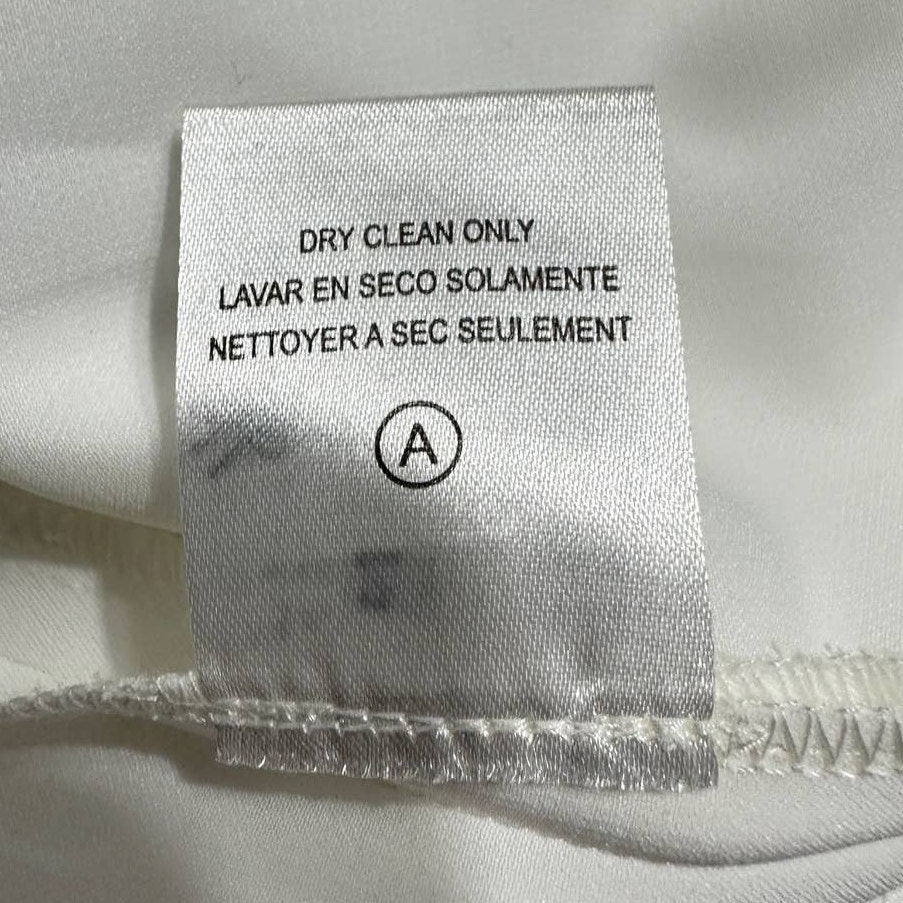 DRY CLEAN ONLY
LAVAR EN SECO SOLAMENTE
NETTOYER A SEC SEULEMENT
A